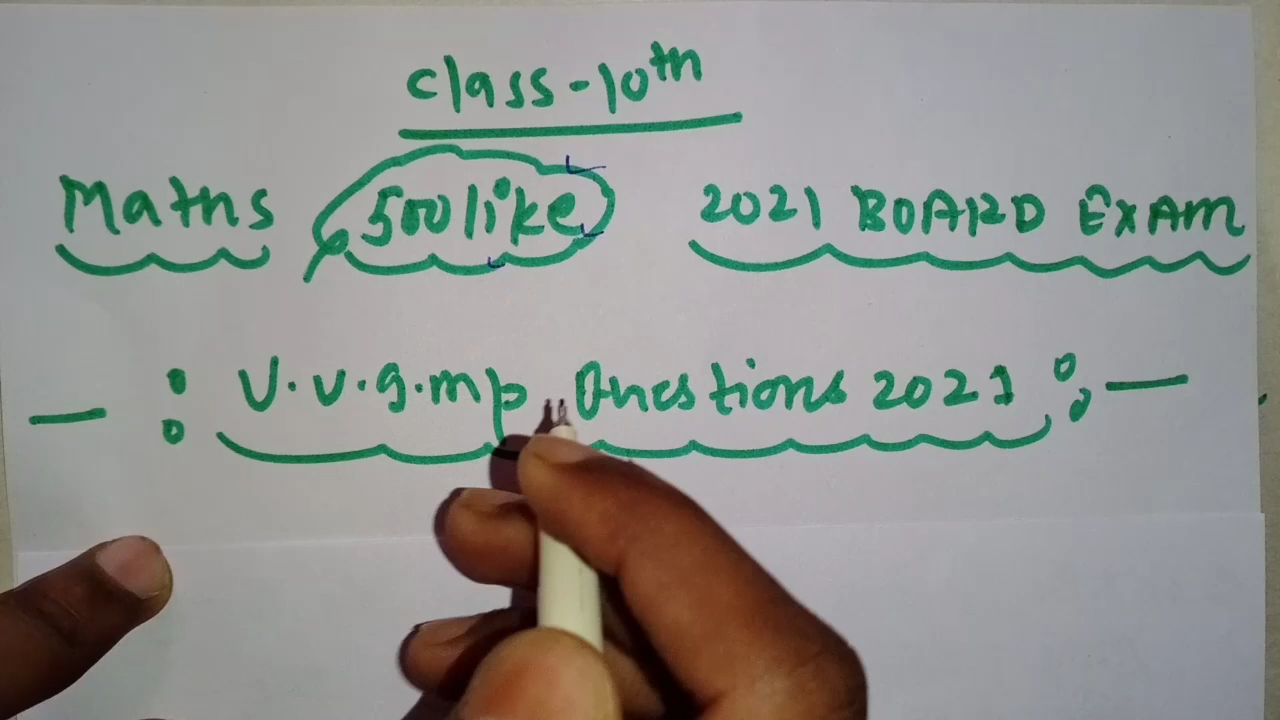 Class-10th
Maths 500 like 2021 BOARD EXAM
— : V.V.g.mp Questions 2021 : —